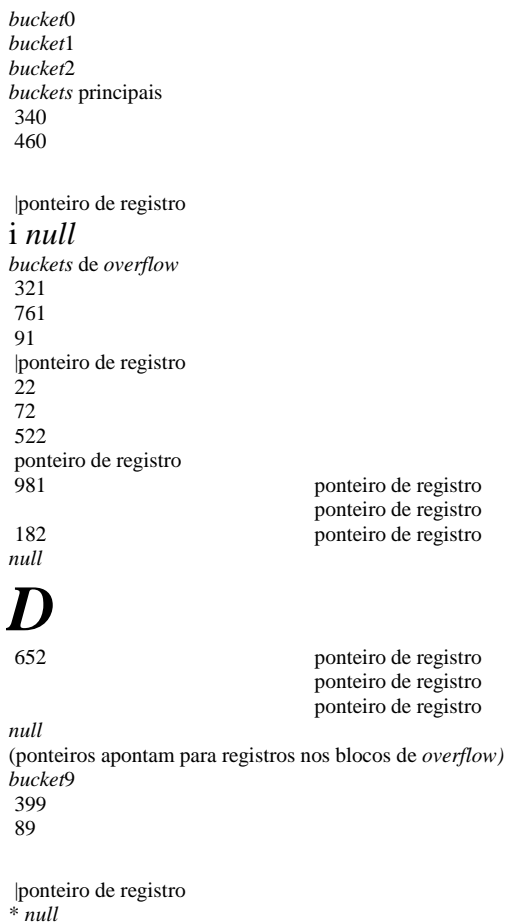 bucket0
bucket1
bucket2
buckets principais
340
460
|ponteiro de registro
i null
buckets de overflow
321
761
91
|ponteiro de registro
22
72
522
ponteiro de registro
981 ponteiro de registro
ponteiro de registro
182 ponteiro de registro
null
D
652 ponteiro de registro
ponteiro de registro
ponteiro de registro
null
(ponteiros apontam para registros nos blocos de overflow)
bucket9
399
89
|ponteiro de registro
* null